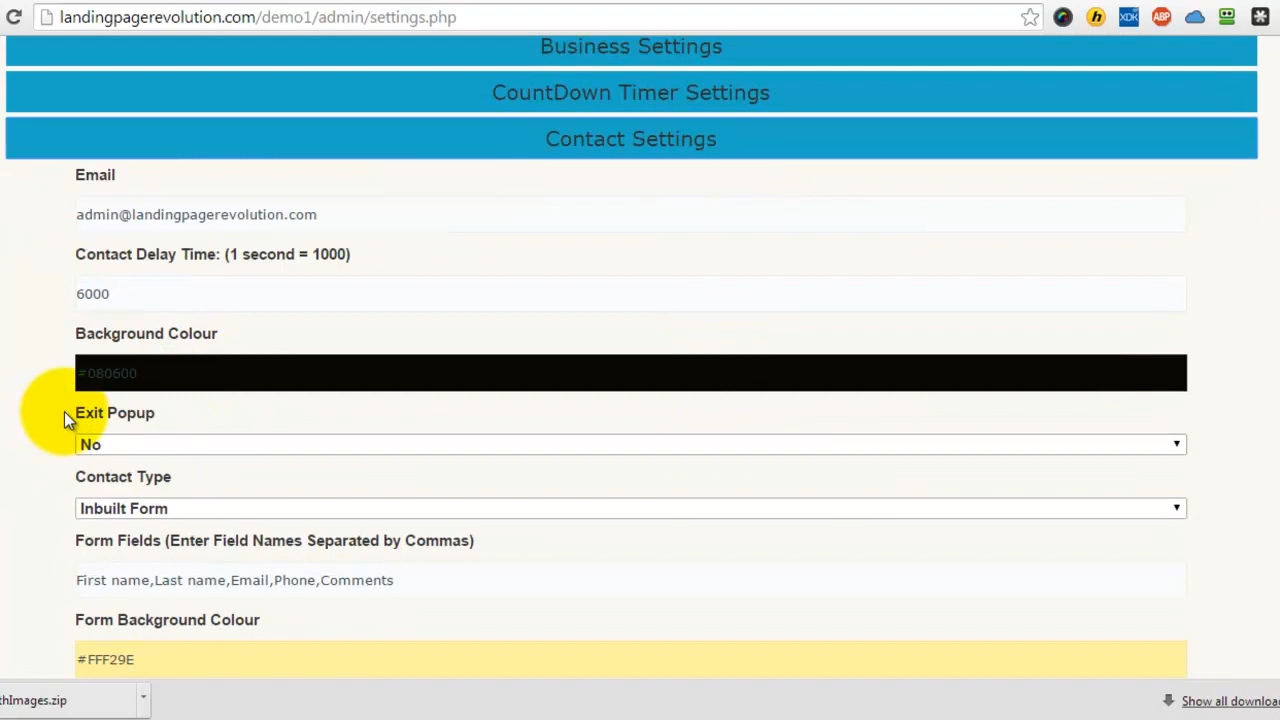 landingpagerevolution.com/demo1/admin/settings.php
h
XDK
ABP
Business Settings
CountDown Timer Settings
Contact Settings
Email
admin@landingpagerevolution.com
Contact Delay Time: (1 second = 1000)
6000
Background Colour
#080600
Exit Popup
No
Contact Type
Inbuilt Form
Form Fields (Enter Field Names Separated by Commas)
First name,Last name,Email,Phone,Comments
Form Background Colour
#FFF29E
thImages.zip
Show all downloa